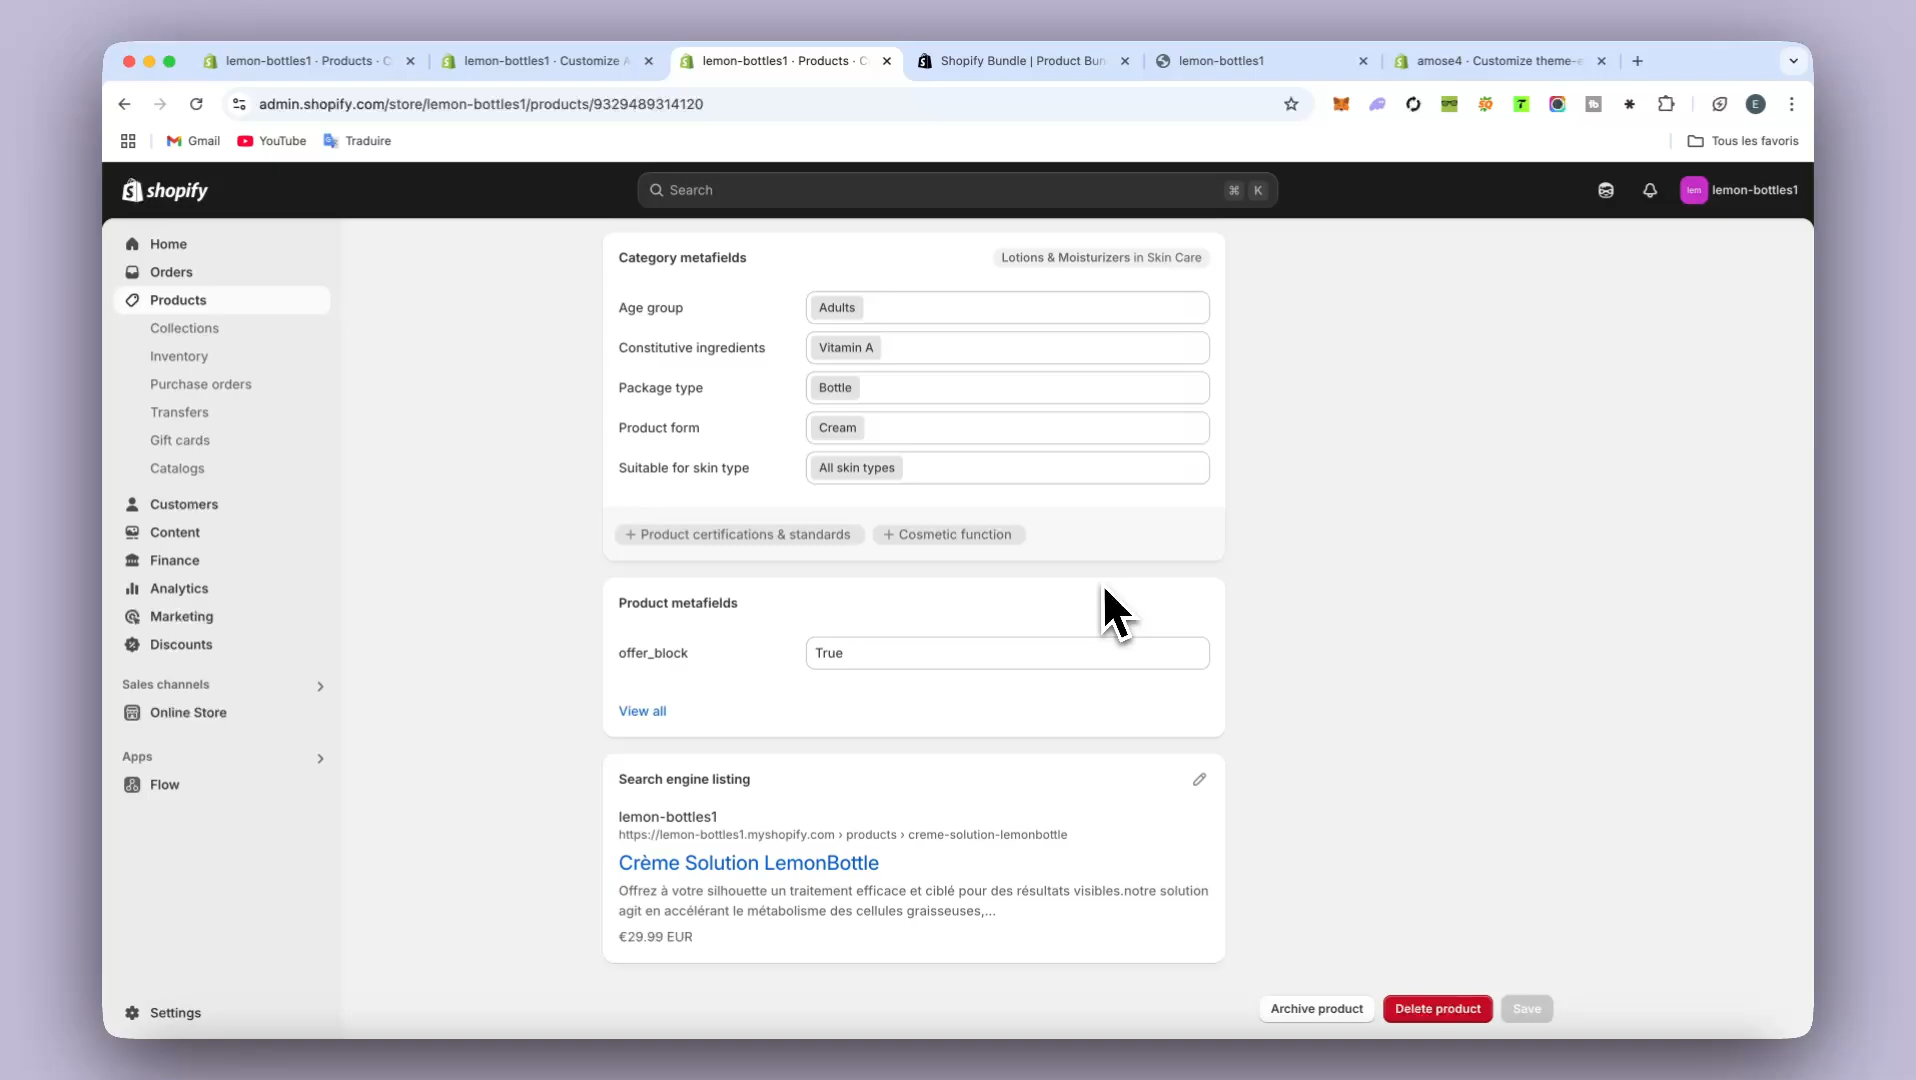 lemon-bottles1 · Products · C
lemon-bottles1 · Customize A
lemon-bottles1 · Products · C
Shopify Bundle | Product Bun
lemon-bottles1
amose4 · Customize theme-e
admin.shopify.com/store/lemon-bottles1/products/9329489314120
Gmail
YouTube
Traduire
Tous les favoris
shopify
Search
⌘ K
lem
lemon-bottles1
Home
Orders
Products
Collections
Inventory
Purchase orders
Transfers
Gift cards
Catalogs
Customers
Content
Finance
Analytics
Marketing
Discounts
Sales channels
Online Store
Apps
Flow
Settings
Category metafields
Lotions & Moisturizers in Skin Care
Age group
Adults
Constitutive ingredients
Vitamin A
Package type
Bottle
Product form
Cream
Suitable for skin type
All skin types
+ Product certifications & standards
+ Cosmetic function
Product metafields
offer_block
True
View all
Search engine listing
lemon-bottles1
https://lemon-bottles1.myshopify.com › products › creme-solution-lemonbottle
Crème Solution LemonBottle
Offrez à votre silhouette un traitement efficace et ciblé pour des résultats visibles.notre solution
agit en accélérant le métabolisme des cellules graisseuses,...
€29.99 EUR
Archive product
Delete product
Save